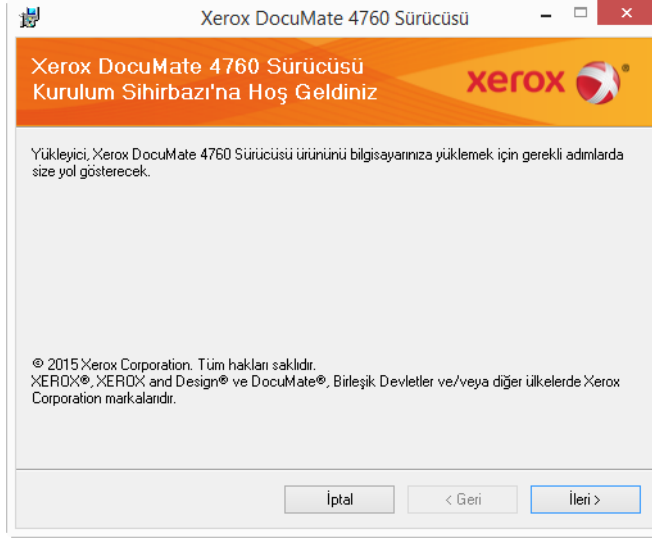 Xerox DocuMate 4760 Sürücüsü
Xerox DocuMate 4760 Sürücüsü
Kurulum Sihirbazı'na Hoş Geldiniz
xerox
Yükleyici, Xerox DocuMate 4760 Sürücüsü ürününü bilgisayarınıza yüklemek için gerekli adımlarda
size yol gösterecek.
© 2015 Xerox Corporation. Tüm hakları saklıdır.
XEROX®, XEROX and Design® ve DocuMate®, Birleşik Devletler ve/veya diğer ülkelerde Xerox
Corporation markalarıdır.
İptal
< Geri
İleri >